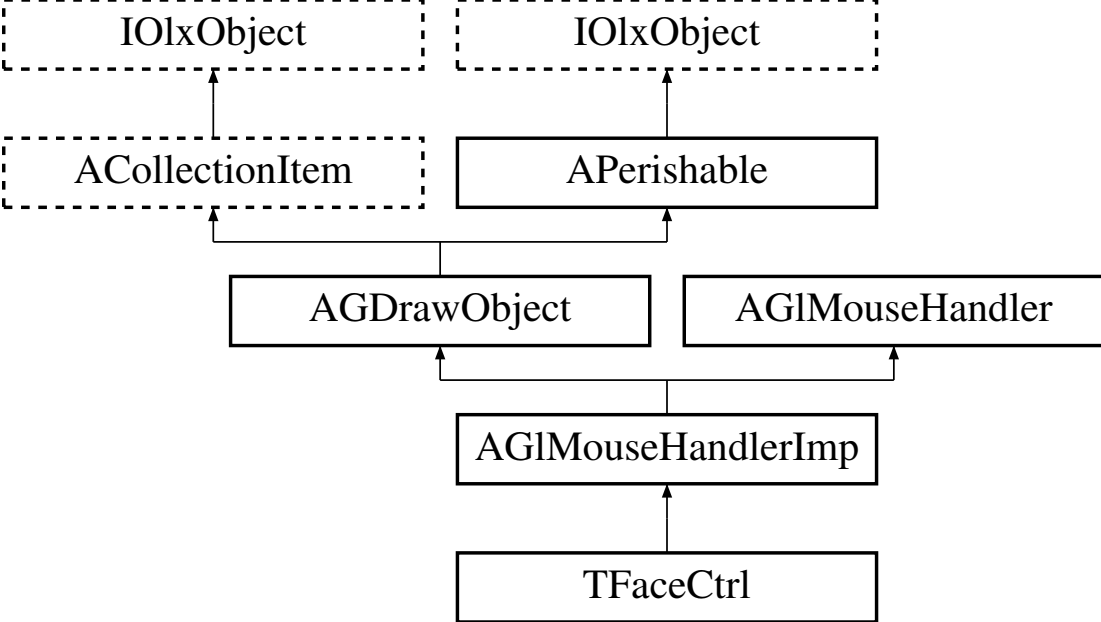 IOlxObject
IOlxObject
ACollectionItem
APerishable
AGDrawObject
AGlMouseHandler
AGlMouseHandlerImp
TFaceCtrl